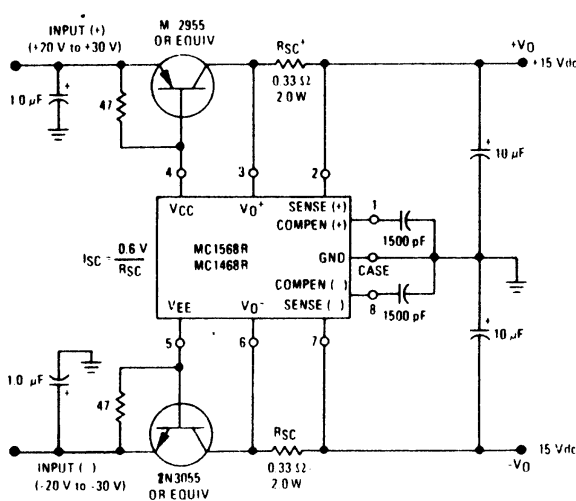 INPUT (+)
(+20 V to +30 V)
M 2955
OR EQUIV
RSC+
0.33 Ω
2.0 W
+VO
+15 Vdc
1.0 µF
+
47
10 µF
+
4
3
2
VCC
VO+
SENSE (+)
COMPEN (+)
1
1500 pF
ISC = 0.6 V / RSC
MC1568R
MC1468R
GND
CASE
COMPEN ( )
SENSE ( )
8
1500 pF
VEE
VO-
5
6
7
1.0 µF
+
47
10 µF
+
INPUT ( )
(-20 V to -30 V)
2N3055
OR EQUIV
RSC
0.33 Ω
2.0 W
15 Vdc
-VO